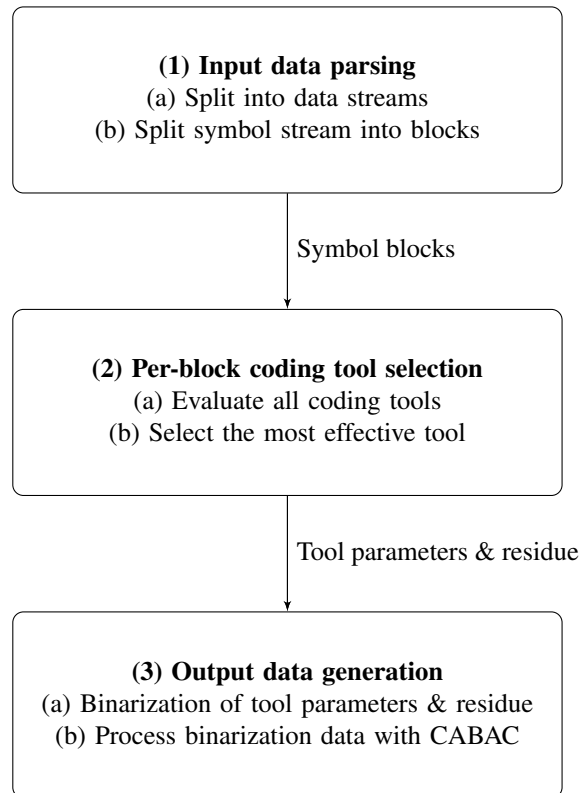 (1) Input data parsing
(a) Split into data streams
(b) Split symbol stream into blocks
Symbol blocks
(2) Per-block coding tool selection
(a) Evaluate all coding tools
(b) Select the most effective tool
Tool parameters & residue
(3) Output data generation
(a) Binarization of tool parameters & residue
(b) Process binarization data with CABAC